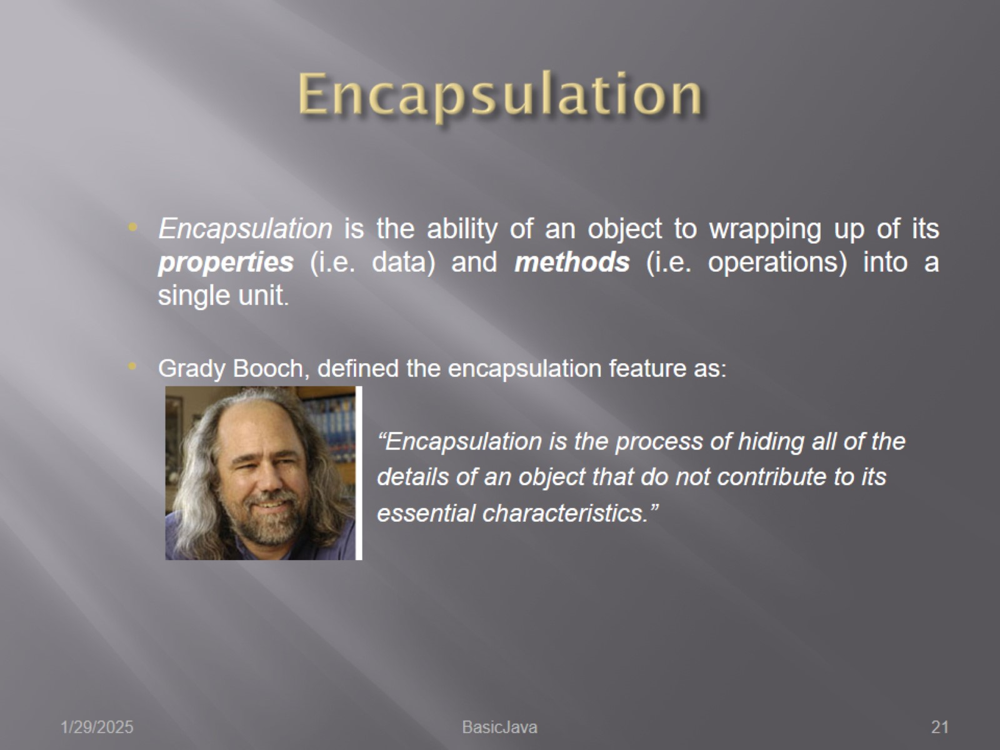 Encapsulation
• Encapsulation is the ability of an object to wrapping up of its
properties (i.e. data) and methods (i.e. operations) into a
single unit.
• Grady Booch, defined the encapsulation feature as:
“Encapsulation is the process of hiding all of the
details of an object that do not contribute to its
essential characteristics.”
1/29/2025
BasicJava
21